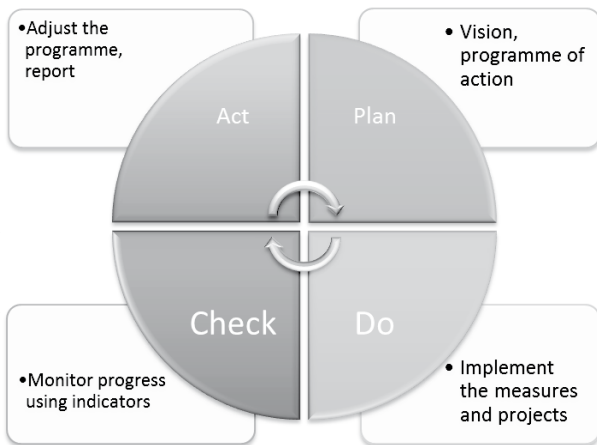 •Adjust the
programme,
report
• Vision,
programme of
action
Act
Plan
Check
Do
•Monitor progress
using indicators
• Implement
the measures
and projects